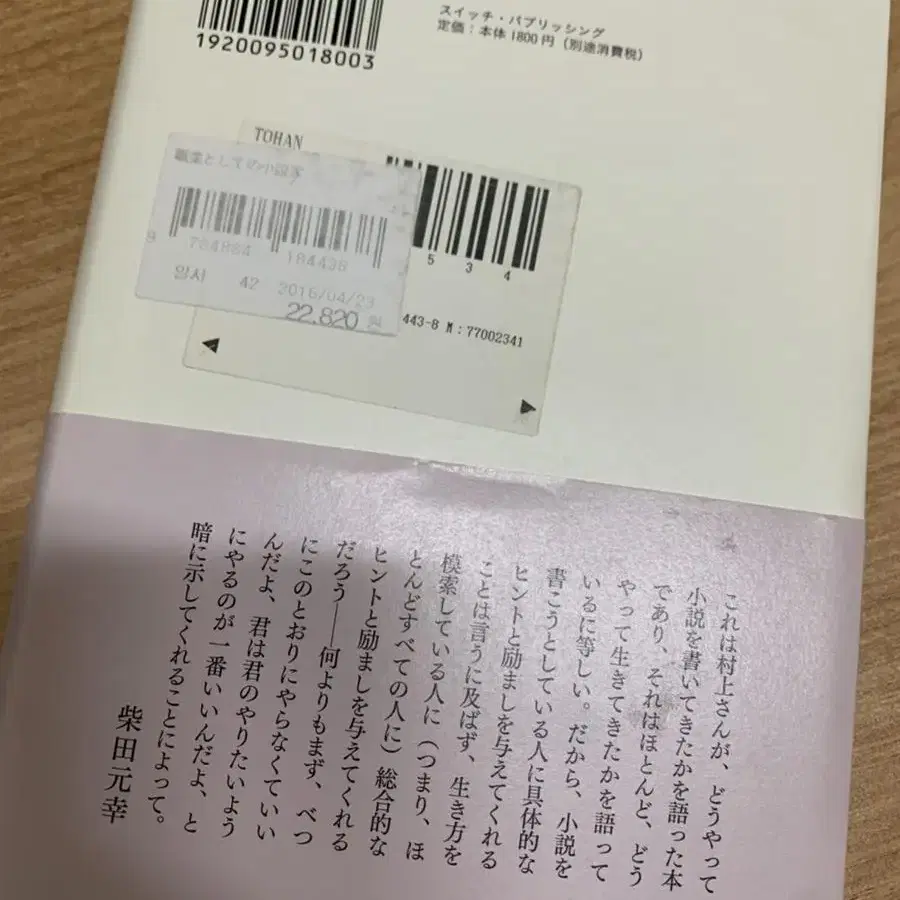 1920095018003
スイッチ・パブリッシング
定価：本体1800円（別途消費税）
TOHAN
職業としての小説家
9
784884
184438
일서 42 2016/04/23
22,820 원
5 3 4
443-8 M:77002341
これは村上さんが、どうやって
小説を書いてきたかを語った本
であり、それはほとんど、どう
やって生きてきたかを語って
いるに等しい。だから、小説を
書こうとしている人に具体的な
ヒントと励ましを与えてくれる
ことは言うに及ばず、生き方を
模索している人に（つまり、ほ
とんどすべての人に）総合的な
ヒントと励ましを与えてくれる
だろう——何よりもまず、べつ
にこのとおりにやらなくていい
んだよ、君は君のやりたいよう
にやるのが一番いいんだよ、と
暗に示してくれることによって。
柴田元幸